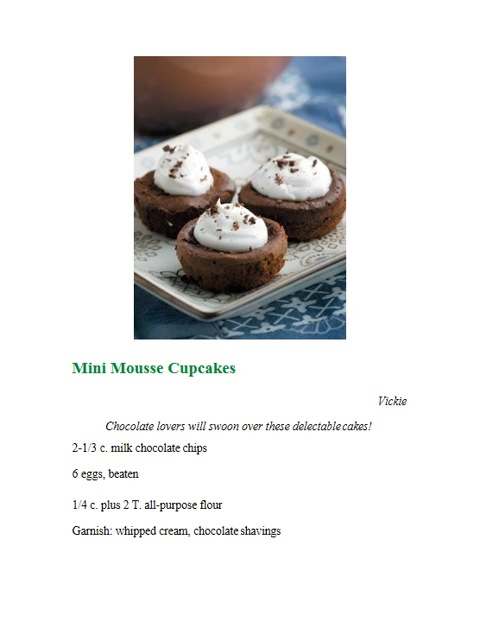 Mini Mousse Cupcakes
Vickie
Chocolate lovers will swoon over these delectable cakes!
2-1/3 c. milk chocolate chips
6 eggs, beaten
1/4 c. plus 2 T. all-purpose flour
Garnish: whipped cream, chocolate shavings